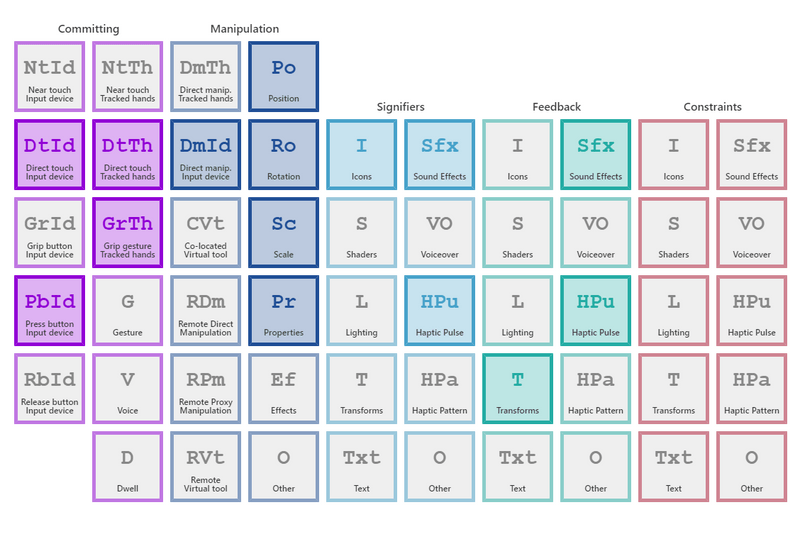 Committing Manipulation
NtId NtTh DmTh Po
Near touch Near touch Direct manip. Position
Input device Tracked hands Tracked hands
Signifiers Feedback Constraints
DtId DtTh DmId Ro I Sfx I Sfx I Sfx
Direct touch Direct touch Direct manip. Rotation Icons Sound Effects Icons Sound Effects Icons Sound Effects
Input device Tracked hands Input device
GrId GrTh CVt Sc S VO S VO S VO
Grip button Grip gesture Co-located Scale Shaders Voiceover Shaders Voiceover Shaders Voiceover
Input device Tracked hands Virtual tool
PbId G RDm Pr L HPu L HPu L HPu
Press button Gesture Remote Direct Properties Lighting Haptic Pulse Lighting Haptic Pulse Lighting Haptic Pulse
Input device Manipulation
RbId V RPm Ef T HPa T HPa T HPa
Release button Voice Remote Proxy Effects Transforms Haptic Pattern Transforms Haptic Pattern Transforms Haptic Pattern
Input device Manipulation
D RVt O Txt O Txt O Txt O
Dwell Remote Other Text Other Text Other Text Other
Virtual tool